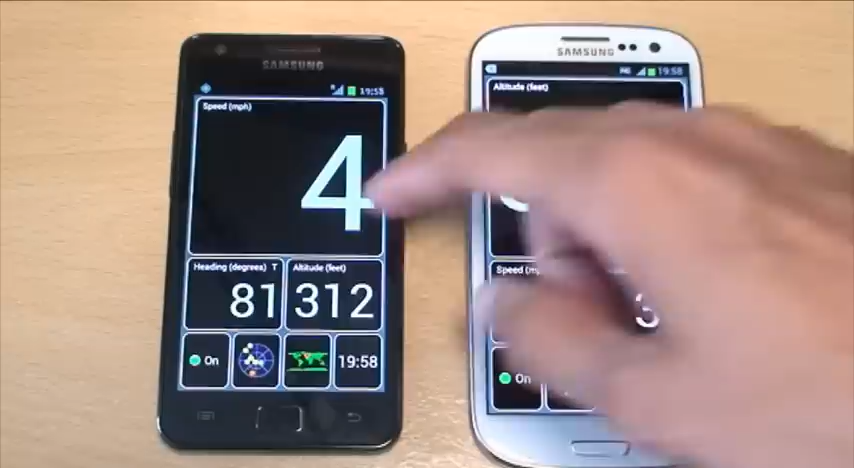 SAMSUNG
19:58
Speed (mph)
4
Heading (degrees) T
81
Altitude (feet)
312
On
19:58
SAMSUNG
19:58
Altitude (feet)
Speed
On